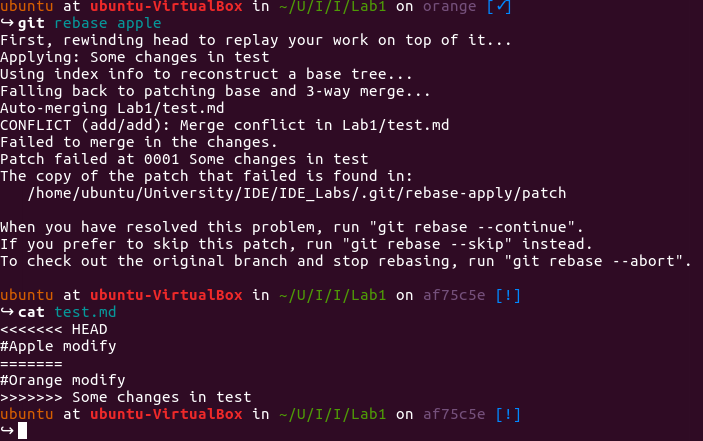 ubuntu at ubuntu-VirtualBox in ~/U/I/I/Lab1 on orange [✓]
↪ git rebase apple
First, rewinding head to replay your work on top of it...
Applying: Some changes in test
Using index info to reconstruct a base tree...
Falling back to patching base and 3-way merge...
Auto-merging Lab1/test.md
CONFLICT (add/add): Merge conflict in Lab1/test.md
Failed to merge in the changes.
Patch failed at 0001 Some changes in test
The copy of the patch that failed is found in:
   /home/ubuntu/University/IDE/IDE_Labs/.git/rebase-apply/patch

When you have resolved this problem, run "git rebase --continue".
If you prefer to skip this patch, run "git rebase --skip" instead.
To check out the original branch and stop rebasing, run "git rebase --abort".

ubuntu at ubuntu-VirtualBox in ~/U/I/I/Lab1 on af75c5e [!]
↪ cat test.md
<<<<<<< HEAD
#Apple modify
=======
#Orange modify
>>>>>>> Some changes in test
ubuntu at ubuntu-VirtualBox in ~/U/I/I/Lab1 on af75c5e [!]
↪